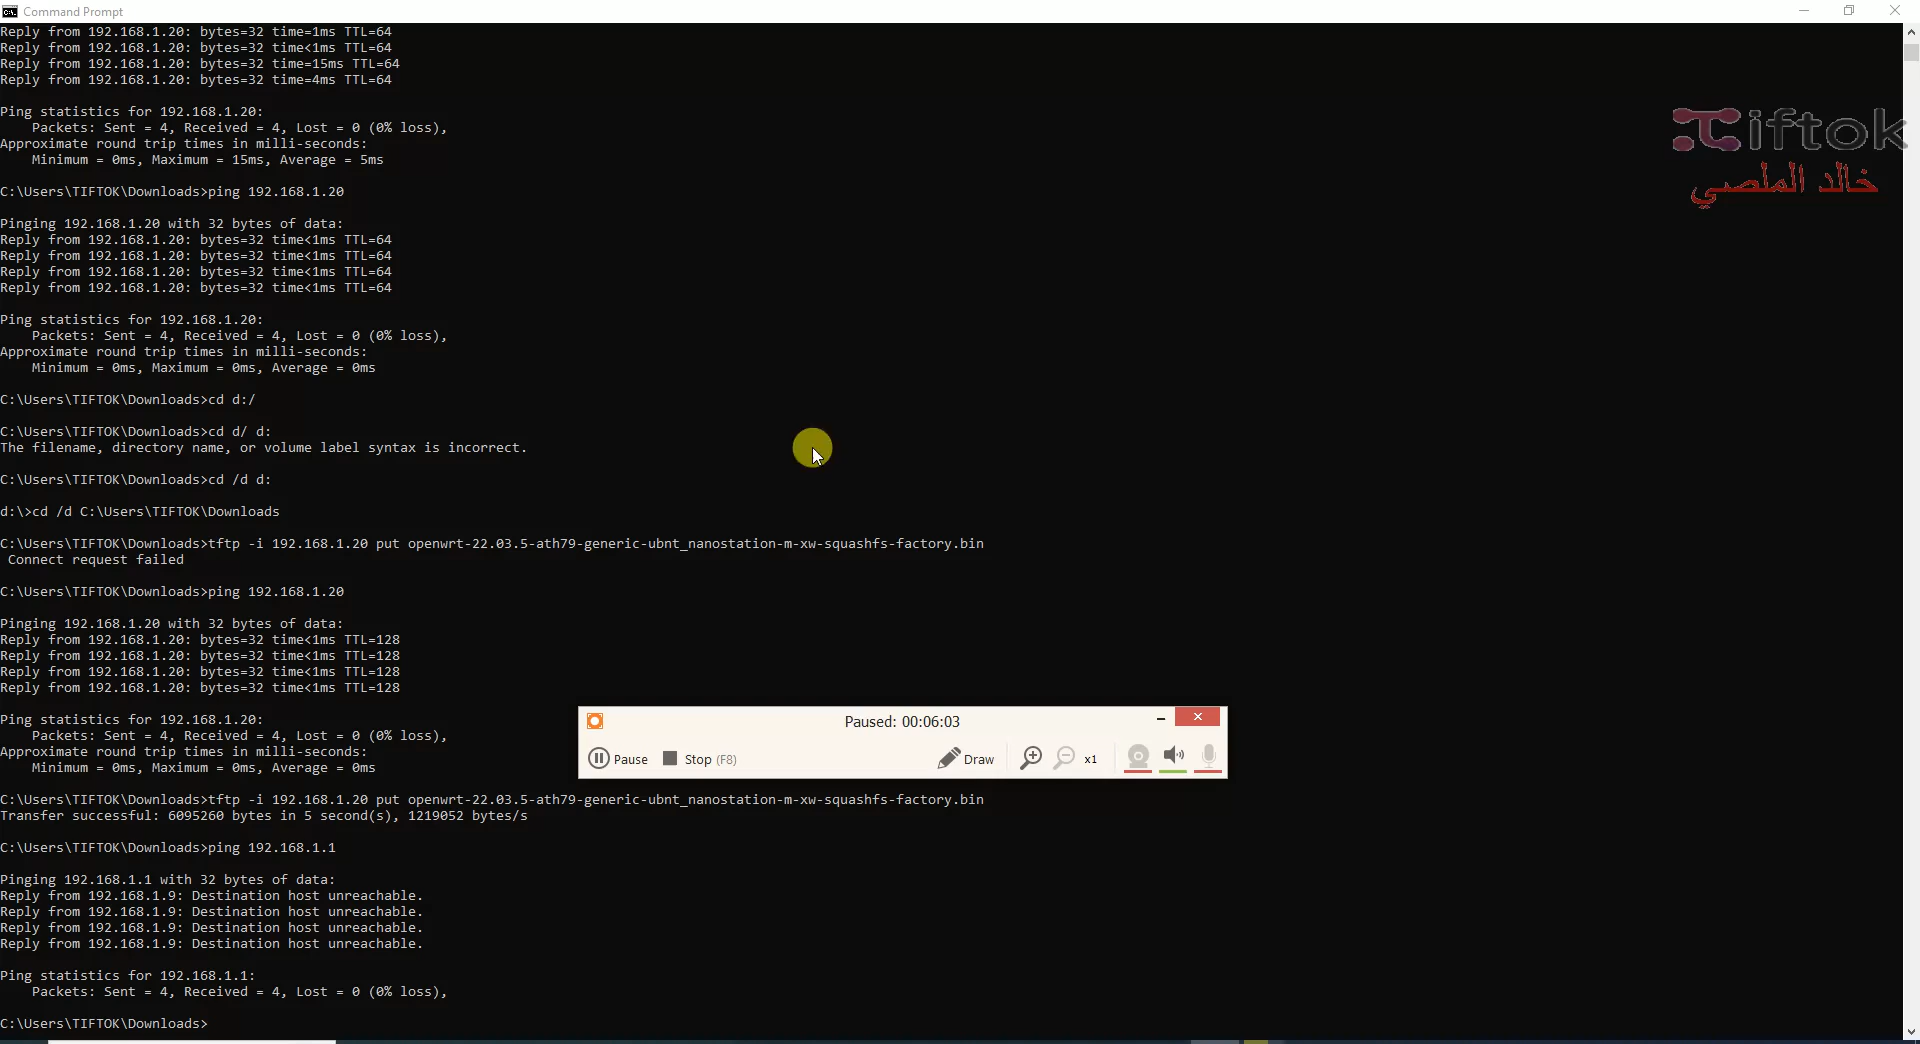 Command Prompt
Reply from 192.168.1.20: bytes=32 time=1ms TTL=64
Reply from 192.168.1.20: bytes=32 time<1ms TTL=64
Reply from 192.168.1.20: bytes=32 time=15ms TTL=64
Reply from 192.168.1.20: bytes=32 time=4ms TTL=64
Ping statistics for 192.168.1.20:
Packets: Sent = 4, Received = 4, Lost = 0 (0% loss),
Approximate round trip times in milli-seconds:
Minimum = 0ms, Maximum = 15ms, Average = 5ms
Tiftok
خالد الملصي
C:\Users\TIFTOK\Downloads>ping 192.168.1.20
Pinging 192.168.1.20 with 32 bytes of data:
Reply from 192.168.1.20: bytes=32 time<1ms TTL=64
Reply from 192.168.1.20: bytes=32 time<1ms TTL=64
Reply from 192.168.1.20: bytes=32 time<1ms TTL=64
Reply from 192.168.1.20: bytes=32 time<1ms TTL=64
Ping statistics for 192.168.1.20:
Packets: Sent = 4, Received = 4, Lost = 0 (0% loss),
Approximate round trip times in milli-seconds:
Minimum = 0ms, Maximum = 0ms, Average = 0ms
C:\Users\TIFTOK\Downloads>cd d:/
C:\Users\TIFTOK\Downloads>cd d/ d:
The filename, directory name, or volume label syntax is incorrect.
C:\Users\TIFTOK\Downloads>cd /d d:
d:\>cd /d C:\Users\TIFTOK\Downloads
C:\Users\TIFTOK\Downloads>tftp -i 192.168.1.20 put openwrt-22.03.5-ath79-generic-ubnt_nanostation-m-xw-squashfs-factory.bin
Connect request failed
C:\Users\TIFTOK\Downloads>ping 192.168.1.20
Pinging 192.168.1.20 with 32 bytes of data:
Reply from 192.168.1.20: bytes=32 time<1ms TTL=128
Reply from 192.168.1.20: bytes=32 time<1ms TTL=128
Reply from 192.168.1.20: bytes=32 time<1ms TTL=128
Reply from 192.168.1.20: bytes=32 time<1ms TTL=128
Ping statistics for 192.168.1.20:
Packets: Sent = 4, Received = 4, Lost = 0 (0% loss),
Approximate round trip times in milli-seconds:
Minimum = 0ms, Maximum = 0ms, Average = 0ms
Paused: 00:06:03
Pause Stop (F8) Draw x1
C:\Users\TIFTOK\Downloads>tftp -i 192.168.1.20 put openwrt-22.03.5-ath79-generic-ubnt_nanostation-m-xw-squashfs-factory.bin
Transfer successful: 6095260 bytes in 5 second(s), 1219052 bytes/s
C:\Users\TIFTOK\Downloads>ping 192.168.1.1
Pinging 192.168.1.1 with 32 bytes of data:
Reply from 192.168.1.9: Destination host unreachable.
Reply from 192.168.1.9: Destination host unreachable.
Reply from 192.168.1.9: Destination host unreachable.
Reply from 192.168.1.9: Destination host unreachable.
Ping statistics for 192.168.1.1:
Packets: Sent = 4, Received = 4, Lost = 0 (0% loss),
C:\Users\TIFTOK\Downloads>